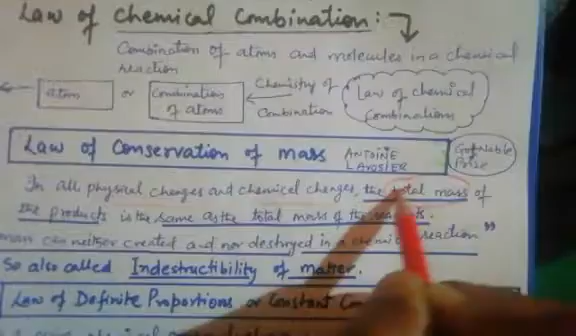 Law of Chemical Combination:
Combination of atoms and molecules in a chemical
reaction
atoms or Combination of atoms Chemistry of Combination Law of chemical Combinations
Law of Conservation of mass ANTOINE LAVOSIER Got Noble Prize
In all physical changes and chemical changes, the total mass of
the products is the same as the total mass of the
mass can neither created and nor destroyed in a chemical reaction"
So also called Indestructibility of matter.
Law of Definite Proportions or Constant